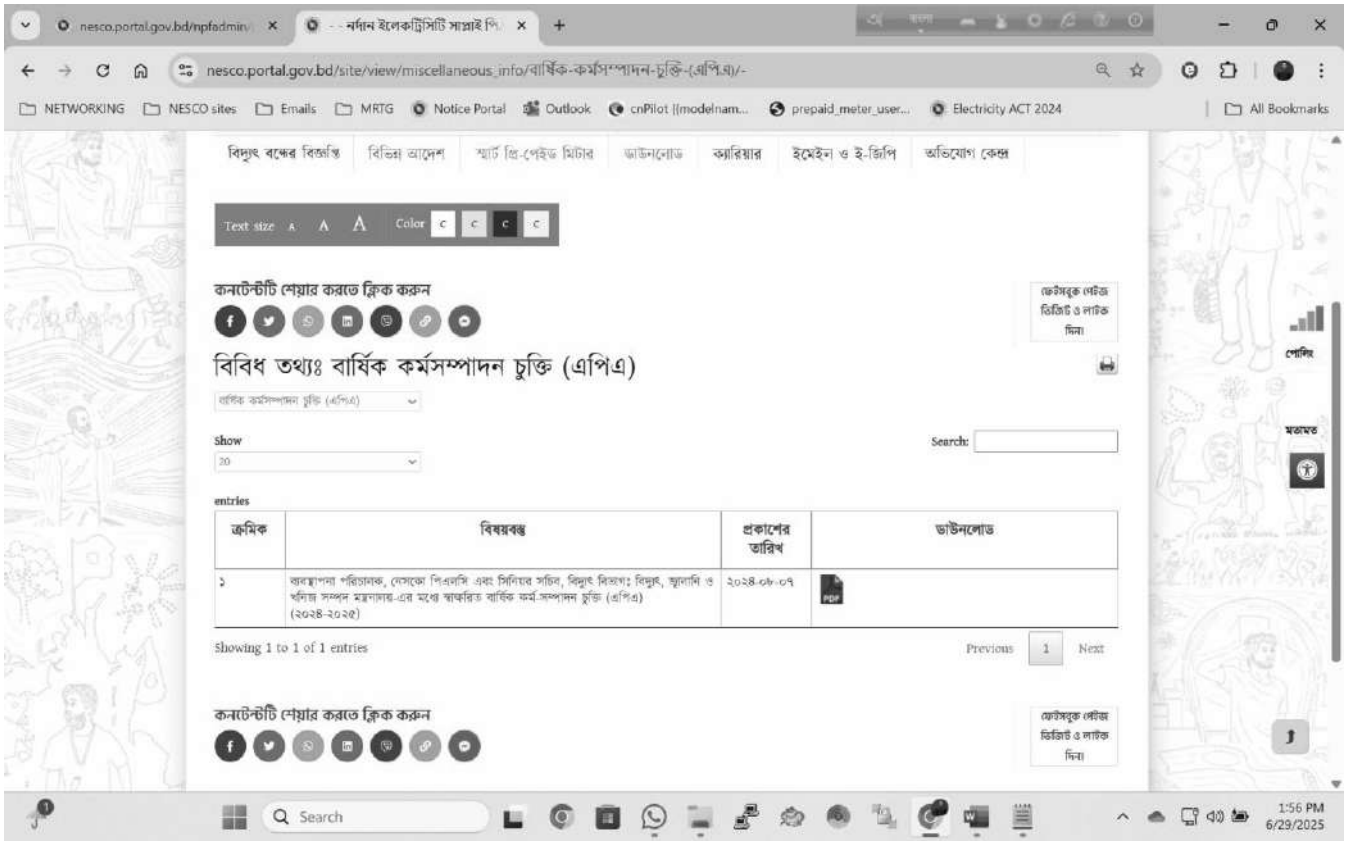 nesco.portal.gov.bd/npfadmin/
- - নর্দান ইলেকট্রিসিটি সাপ্লাই পি
nesco.portal.gov.bd/site/view/miscellaneous_info/বার্ষিক-কর্মসম্পাদন-চুক্তি-(এপিএ)/-
NETWORKING NESCO sites Emails MRTG Notice Portal Outlook cnPilot {{modelnam... prepaid_meter_user... Electricity ACT 2024 All Bookmarks
বিদ্যুৎ বন্ধের বিজ্ঞপ্তি বিভিন্ন আদেশ স্মার্ট প্রি-পেইড মিটার ডাউনলোড ক্যারিয়ার ইমেইল ও ই-জিপি অভিযোগ কেন্দ্র
Text size A A A Color C C C C
কনটেন্টটি শেয়ার করতে ক্লিক করুন
ফেইসবুক পেইজ
ভিজিট ও লাইক
দিন।
পোলিং
বিবিধ তথ্যঃ বার্ষিক কর্মসম্পাদন চুক্তি (এপিএ)
বার্ষিক কর্মসম্পাদন চুক্তি (এপিএ)
মতামত
Show
Search:
20
entries
ক্রমিক বিষয়বস্তু প্রকাশের তারিখ ডাউনলোড
১ ব্যবস্থাপনা পরিচালক, নেসকো পিএলসি এবং সিনিয়র সচিব, বিদ্যুৎ বিভাগ; বিদ্যুৎ, জ্বালানি ও ২০২৪-০৮-০৭ PDF
খনিজ সম্পদ মন্ত্রণালয়-এর মধ্যে স্বাক্ষরিত বার্ষিক কর্ম-সম্পাদন চুক্তি (এপিএ)
(২০২৪-২০২৫)
Showing 1 to 1 of 1 entries Previous 1 Next
কনটেন্টটি শেয়ার করতে ক্লিক করুন
ফেইসবুক পেইজ
ভিজিট ও লাইক
দিন।
1 Search 1:56 PM
6/29/2025